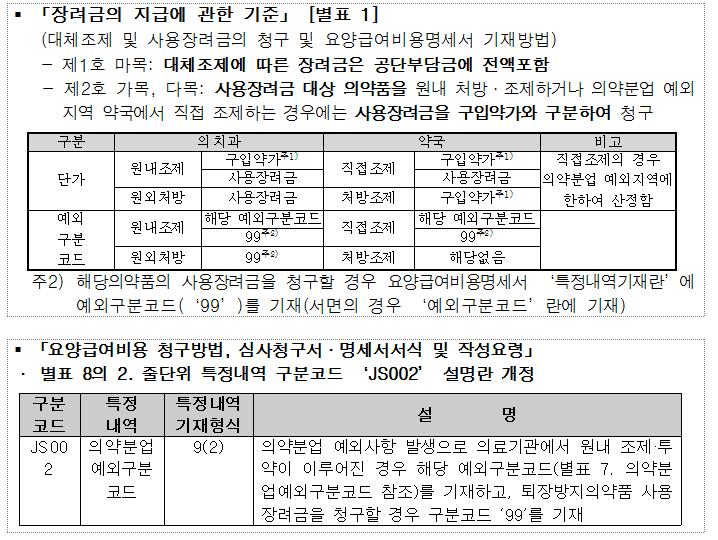 ▪ 「장려금의 지급에 관한 기준」 [별표 1]
(대체조제 및 사용장려금의 청구 및 요양급여비용명세서 기재방법)
- 제1호 마목: 대체조제에 따른 장려금은 공단부담금에 전액포함
- 제2호 가목, 다목: 사용장려금 대상 의약품을 원내 처방·조제하거나 의약분업 예외
지역 약국에서 직접 조제하는 경우에는 사용장려금을 구입약가와 구분하여 청구
구분 의치과 약국 비고
단가 원내조제 구입약가주1) 직접조제 구입약가주1) 직접조제의 경우
사용장려금 사용장려금 의약분업 예외지역에
원외처방 사용장려금 처방조제 구입약가주1) 한하여 산정함
예외 원내조제 해당 예외구분코드 직접조제 해당 예외구분코드
구분 99주2) 99주2)
코드 원외처방 99주2) 처방조제 해당없음
주2) 해당의약품의 사용장려금을 청구할 경우 요양급여비용명세서 ‘특정내역기재란’에
예외구분코드(‘99’)를 기재(서면의 경우 ‘예외구분코드’란에 기재)
▪ 「요양급여비용 청구방법, 심사청구서·명세서서식 및 작성요령」
· 별표 8의 2. 줄단위 특정내역 구분코드 ‘JS002’ 설명란 개정
구분 특정 특정내역 설 명
코드 내역 기재형식
JS00 의약분업 9(2) 의약분업 예외사항 발생으로 의료기관에서 원내 조제·투
2 예외구분 약이 이루어진 경우 해당 예외구분코드(별표 7. 의약분
코드 업예외구분코드 참조)를 기재하고, 퇴장방지의약품 사용
장려금을 청구할 경우 구분코드 ‘99’를 기재